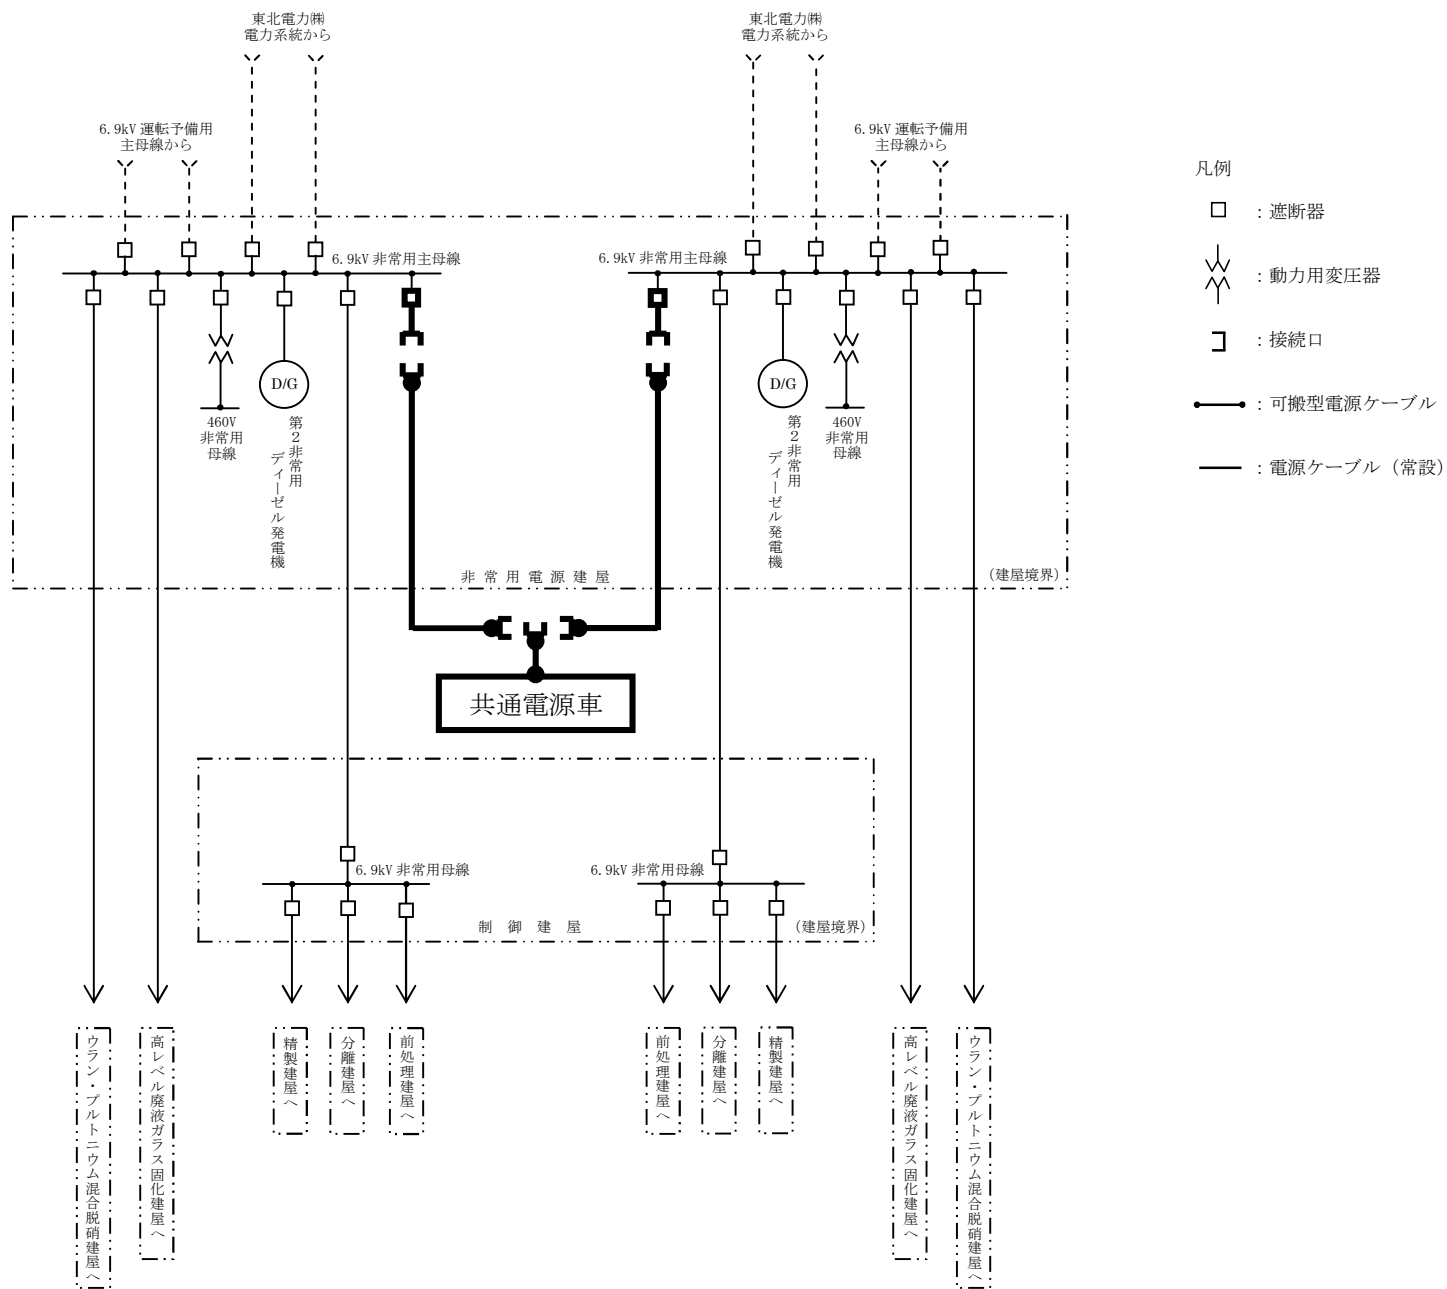 東北電力㈱
電力系統から
東北電力㈱
電力系統から
6.9kV 運転予備用
主母線から
6.9kV 運転予備用
主母線から
6.9kV 非常用主母線
6.9kV 非常用主母線
D/G
D/G
460V
非常用
母線
第2非常用
ディーゼル発電機
第2非常用
ディーゼル発電機
460V
非常用
母線
非常用電源建屋
(建屋境界)
共通電源車
6.9kV 非常用母線
6.9kV 非常用母線
制御建屋
(建屋境界)
ウラン・プルトニウム混合脱硝建屋へ
高レベル廃液ガラス固化建屋へ
精製建屋へ
分離建屋へ
前処理建屋へ
前処理建屋へ
分離建屋へ
精製建屋へ
高レベル廃液ガラス固化建屋へ
ウラン・プルトニウム混合脱硝建屋へ
凡例
：遮断器
：動力用変圧器
：接続口
：可搬型電源ケーブル
：電源ケーブル（常設）